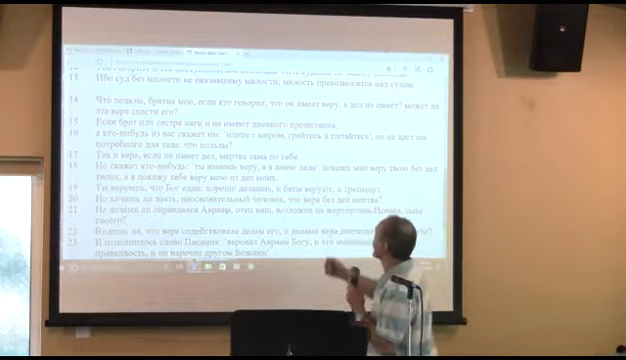 13 Ибо суд без милости не оказавшему милости; милость превозносится над судом.
14 Что пользы, братия мои, если кто говорит, что он имеет веру, а дел не имеет? может ли
эта вера спасти его?
15 Если брат или сестра наги и не имеют дневного пропитания,
16 а кто-нибудь из вас скажет им: 'идите с миром, грейтесь и питайтесь', но не даст им
потребного для тела: что пользы?
17 Так и вера, если не имеет дел, мертва сама по себе.
18 Но скажет кто-нибудь: 'ты имеешь веру, а я имею дела': покажи мне веру твою без дел
твоих, а я покажу тебе веру мою из дел моих.
19 Ты веруешь, что Бог един: хорошо делаешь; и бесы веруют, и трепещут.
20 Но хочешь ли знать, неосновательный человек, что вера без дел мертва?
21 Не делами ли оправдался Авраам, отец наш, возложив на жертвенник Исаака, сына
своего?
22 Видишь ли, что вера содействовала делам его, и делами вера
23 И исполнилось слово Писания: 'веровал Авраам Богу, и это
праведность, и он наречен другом Божиим'.